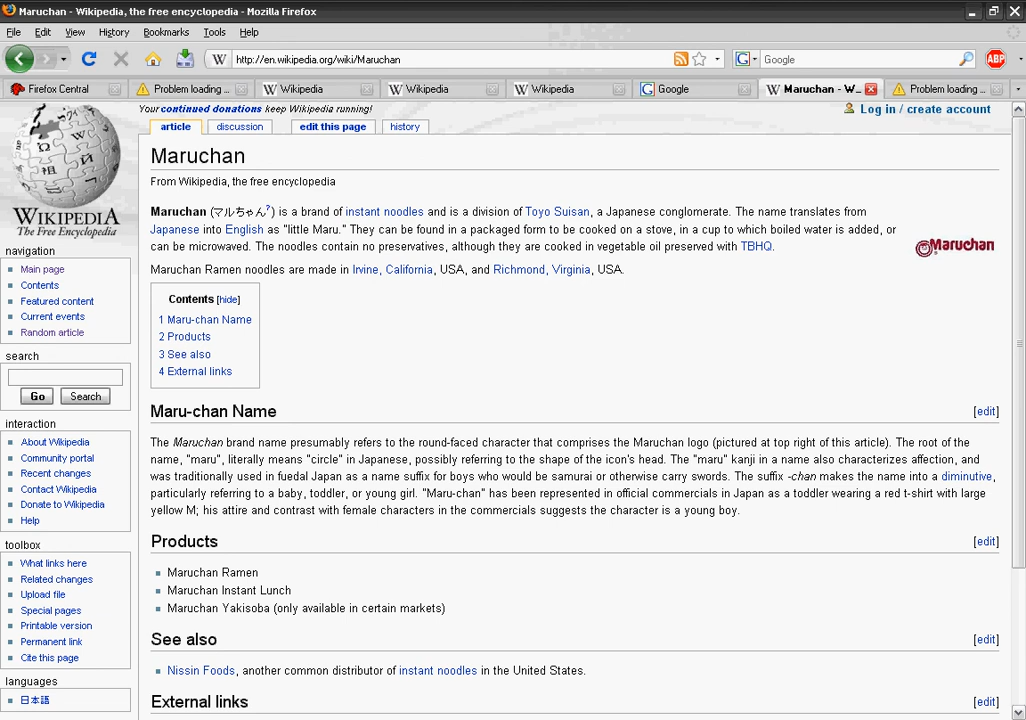 Maruchan - Wikipedia, the free encyclopedia - Mozilla Firefox
File Edit View History Bookmarks Tools Help
W http://en.wikipedia.org/wiki/Maruchan G Google ABP
Firefox Central Problem loading ... W Wikipedia W Wikipedia W Wikipedia G Google W Maruchan - W... Problem loading ...
Your continued donations keep Wikipedia running! Log in / create account
article discussion edit this page history
WIKIPEDIA
The Free Encyclopedia
navigation
Main page
Contents
Featured content
Current events
Random article
search
Go Search
interaction
About Wikipedia
Community portal
Recent changes
Contact Wikipedia
Donate to Wikipedia
Help
toolbox
What links here
Related changes
Upload file
Special pages
Printable version
Permanent link
Cite this page
languages
日本語
Maruchan
From Wikipedia, the free encyclopedia
Maruchan (マルちゃん?) is a brand of instant noodles and is a division of Toyo Suisan, a Japanese conglomerate. The name translates from
Japanese into English as "little Maru." They can be found in a packaged form to be cooked on a stove, in a cup to which boiled water is added, or
can be microwaved. The noodles contain no preservatives, although they are cooked in vegetable oil preserved with TBHQ.
Maruchan
Maruchan Ramen noodles are made in Irvine, California, USA, and Richmond, Virginia, USA.
Contents [hide]
1 Maru-chan Name
2 Products
3 See also
4 External links
Maru-chan Name [edit]
The Maruchan brand name presumably refers to the round-faced character that comprises the Maruchan logo (pictured at top right of this article). The root of the
name, "maru", literally means "circle" in Japanese, possibly referring to the shape of the icon's head. The "maru" kanji in a name also characterizes affection, and
was traditionally used in fuedal Japan as a name suffix for boys who would be samurai or otherwise carry swords. The suffix -chan makes the name into a diminutive,
particularly referring to a baby, toddler, or young girl. "Maru-chan" has been represented in official commercials in Japan as a toddler wearing a red t-shirt with large
yellow M; his attire and contrast with female characters in the commercials suggests the character is a young boy.
Products [edit]
Maruchan Ramen
Maruchan Instant Lunch
Maruchan Yakisoba (only available in certain markets)
See also [edit]
Nissin Foods, another common distributor of instant noodles in the United States.
External links [edit]